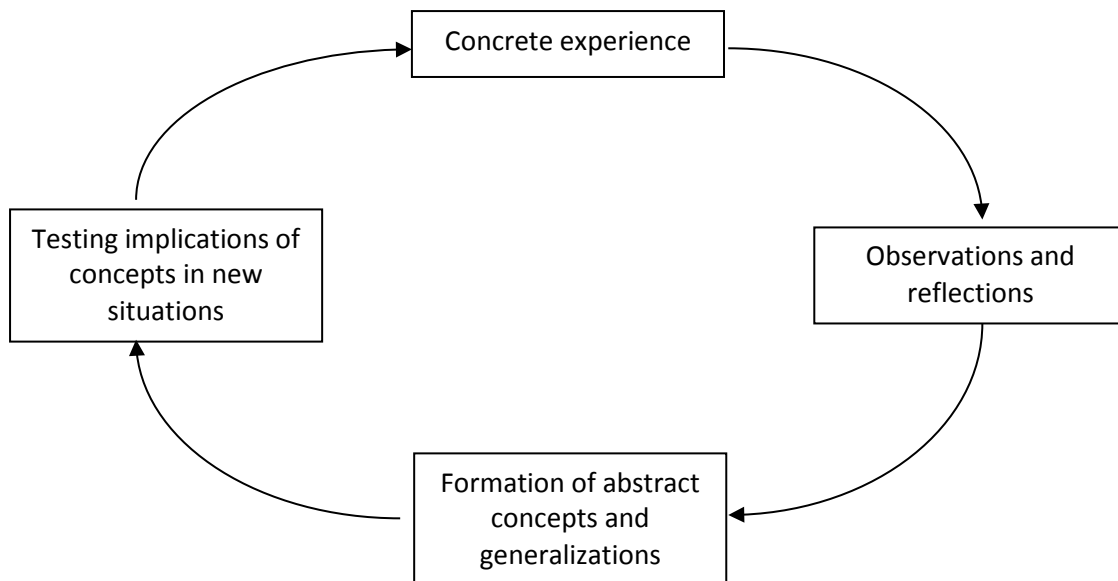 Concrete experience
Testing implications of
concepts in new
situations
Observations and
reflections
Formation of abstract
concepts and
generalizations